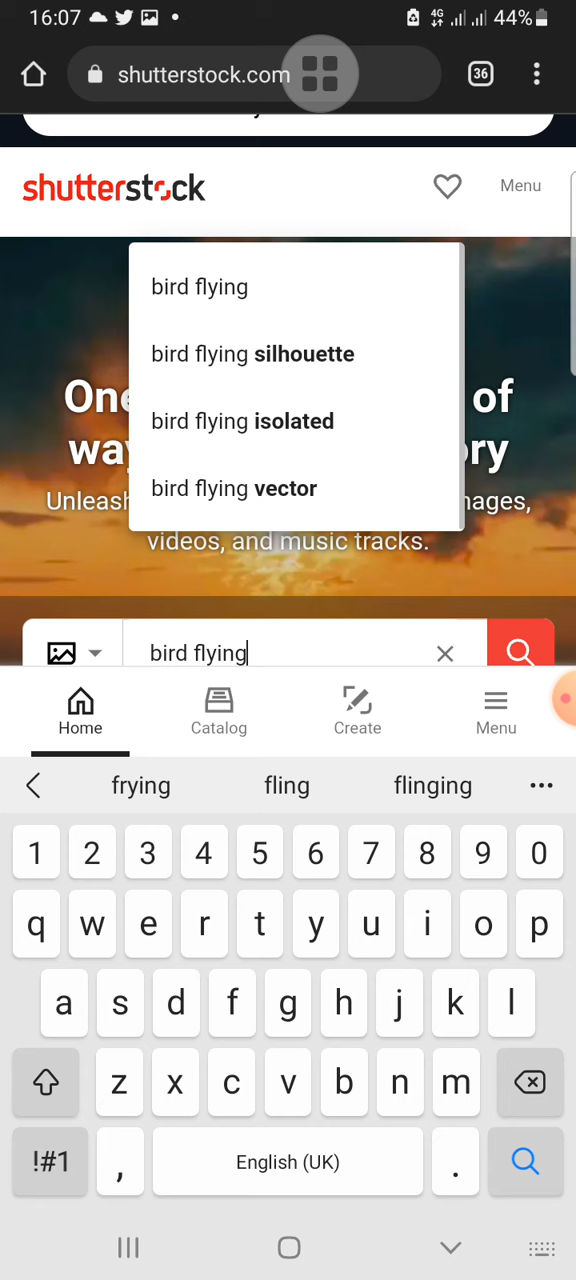 16:07 4G 44%
shutterstock.com 36
shutterstock Menu
bird flying
bird flying silhouette
bird flying isolated
bird flying vector
One of
way ory
Unleash nages,
videos, and music tracks.
bird flying
Home Catalog Create Menu
frying fling flinging
1 2 3 4 5 6 7 8 9 0
q w e r t y u i o p
a s d f g h j k l
z x c v b n m
!#1 , English (UK) .